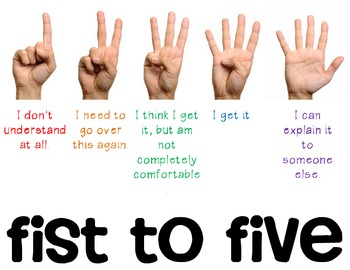 I don't
understand
at all
I need to
go over
this again
I think I get
it, but am
not
completely
comfortable
I get it
I can
explain it
to
someone
else
fist to five